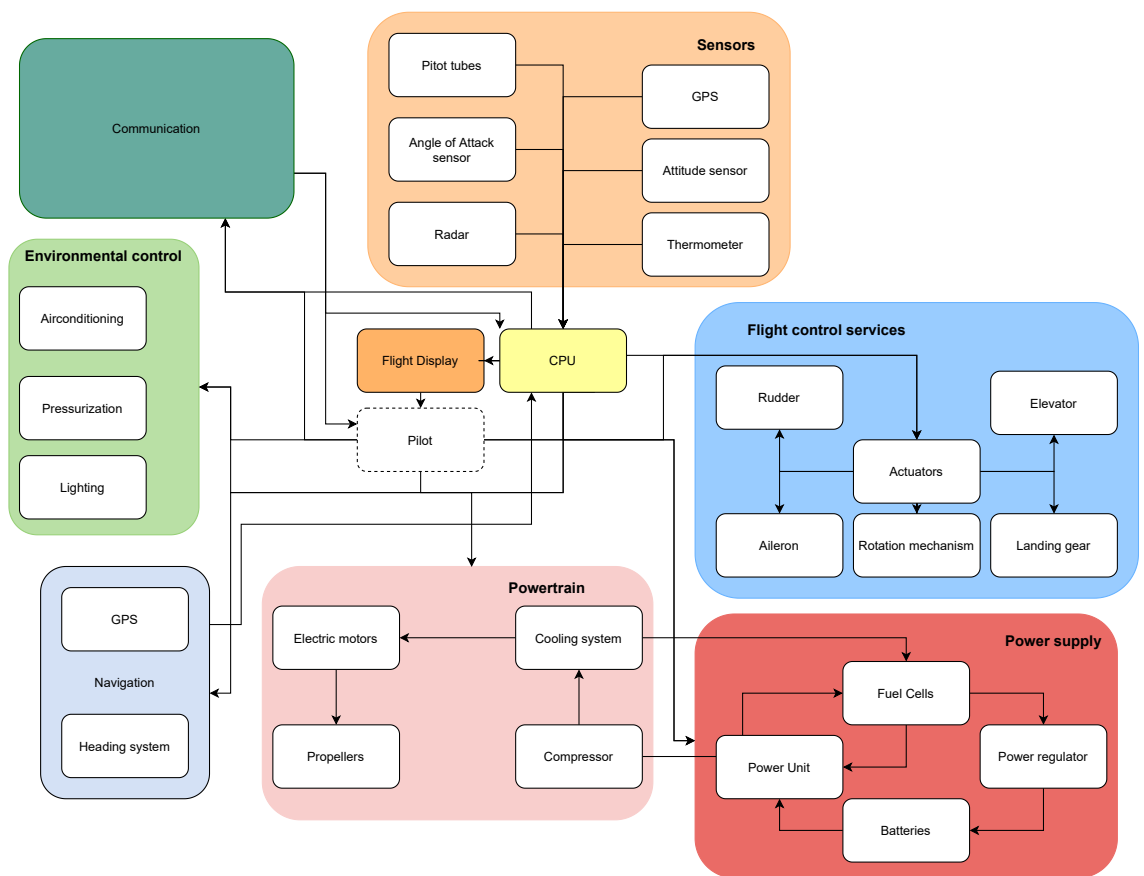 Sensors
Pitot tubes
GPS
Communication
Angle of Attack
sensor
Attitude sensor
Radar
Thermometer
Environmental control
Airconditioning
Pressurization
Lighting
Flight Display
CPU
Pilot
Flight control services
Rudder
Elevator
Actuators
Aileron
Rotation mechanism
Landing gear
GPS
Navigation
Heading system
Powertrain
Electric motors
Cooling system
Propellers
Compressor
Power supply
Fuel Cells
Power Unit
Power regulator
Batteries